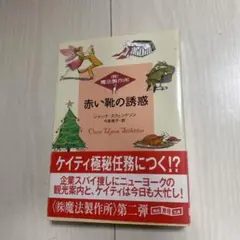 ㈱魔法製作所
赤い靴の誘惑
シャンナ・スウェンドソン
今泉敦子・訳
Once Upon Stilettos
ケイティ極秘任務につく!?
企業スパイ捜しにニューヨークの
観光案内と、ケイティは今日も大忙し!
〈㈱魔法製作所〉第二弾